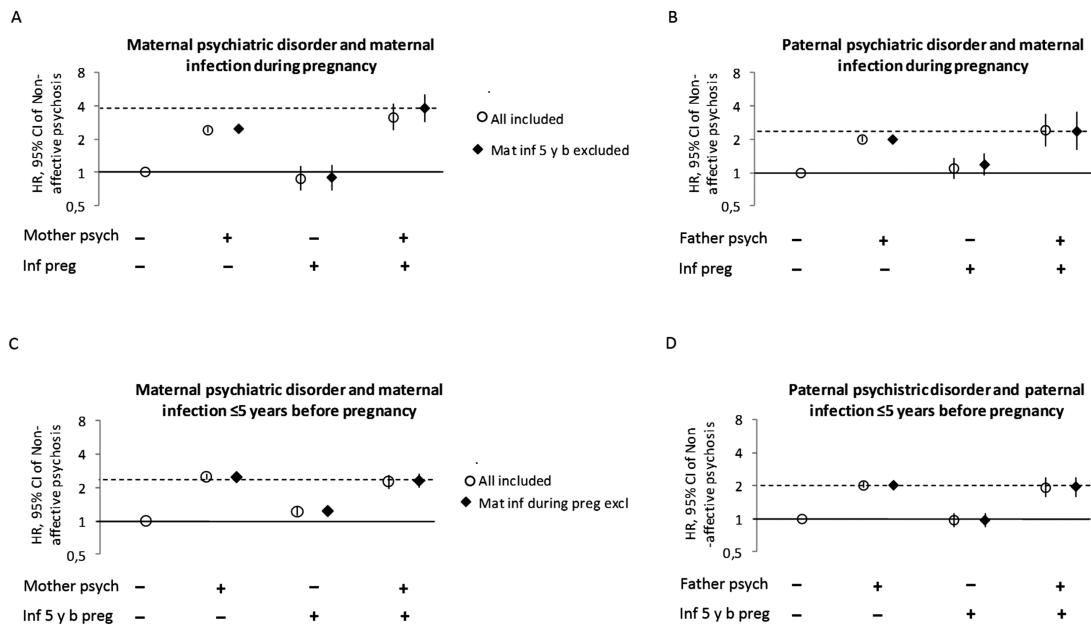 A
Maternal psychiatric disorder and maternal
infection during pregnancy
HR, 95% CI of Non-
affective psychosis
8
4
2
1
0,5
All included
Mat inf 5 y b excluded
Mother psych – + – +
Inf preg – – + +
B
Paternal psychiatric disorder and maternal
infection during pregnancy
HR, 95% CI of Non-
affective psychosis
8
4
2
1
0,5
Father psych – + – +
Inf preg – – + +
C
Maternal psychiatric disorder and maternal
infection ≤5 years before pregnancy
HR, 95% CI of Non-
affective psychosis
8
4
2
1
0,5
All included
Mat inf during preg excl
Mother psych – + – +
Inf 5 y b preg – – + +
D
Paternal psychistric disorder and paternal
infection ≤5 years before pregnancy
HR, 95% CI of Non
-affective psychosis
8
4
2
1
0,5
Father psych – + – +
Inf 5 y b preg – – + +